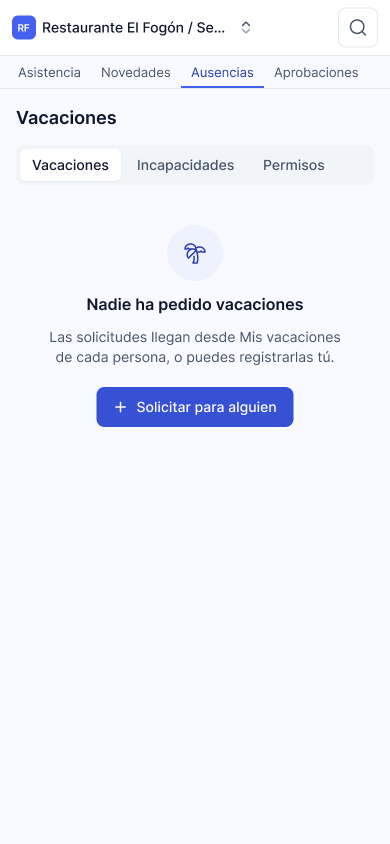 RF Restaurante El Fogón / Se...
Asistencia Novedades Ausencias Aprobaciones
Vacaciones
Vacaciones Incapacidades Permisos
Nadie ha pedido vacaciones
Las solicitudes llegan desde Mis vacaciones
de cada persona, o puedes registrarlas tú.
Solicitar para alguien